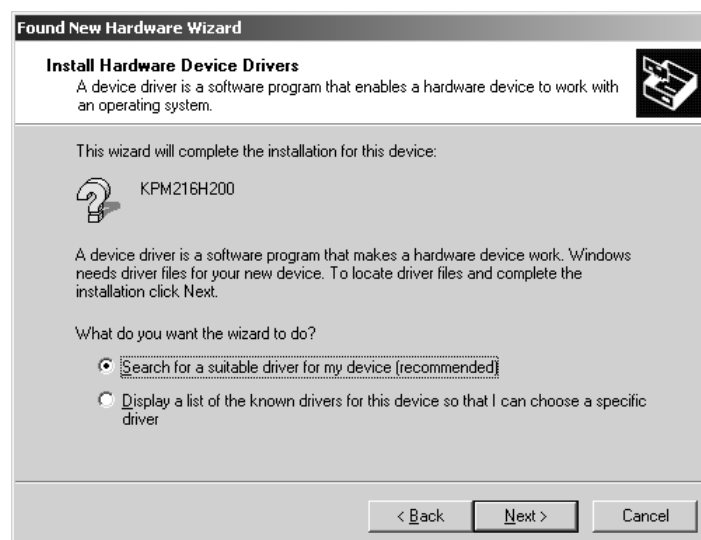 Found New Hardware Wizard
Install Hardware Device Drivers
A device driver is a software program that enables a hardware device to work with
an operating system.
This wizard will complete the installation for this device:
KPM216H200
A device driver is a software program that makes a hardware device work. Windows
needs driver files for your new device. To locate driver files and complete the
installation click Next.
What do you want the wizard to do?
Search for a suitable driver for my device (recommended)
Display a list of the known drivers for this device so that I can choose a specific
driver
< Back
Next >
Cancel